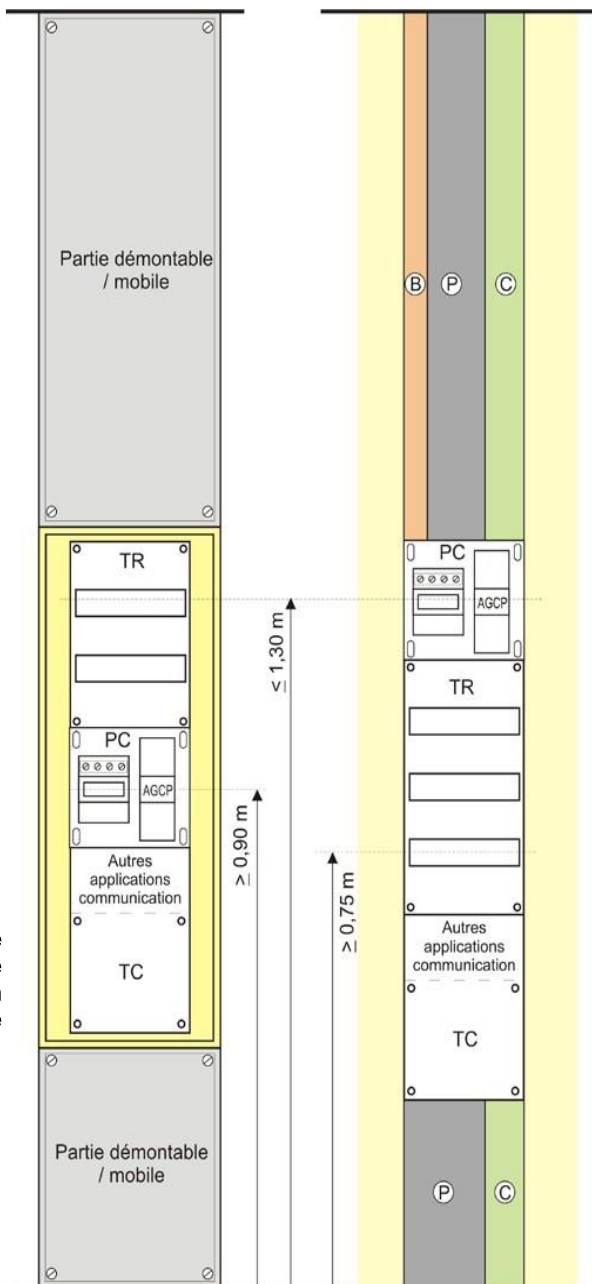 Partie démontable
/ mobile
TR
PC
AGCP
Autres
applications
communication
TC
Partie démontable
/ mobile
≥ 0,90 m
≤ 1,30 m
≥ 0,75 m
B P C
PC
AGCP
TR
Autres
applications
communication
TC
P C